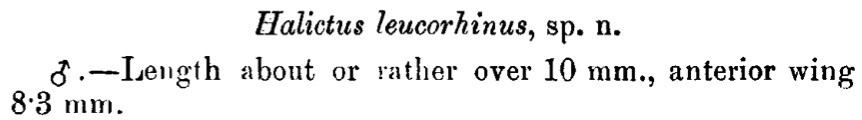 Halictus leucorhinus, sp. n.
♂.—Length about or rather over 10 mm., anterior wing
8·3 mm.